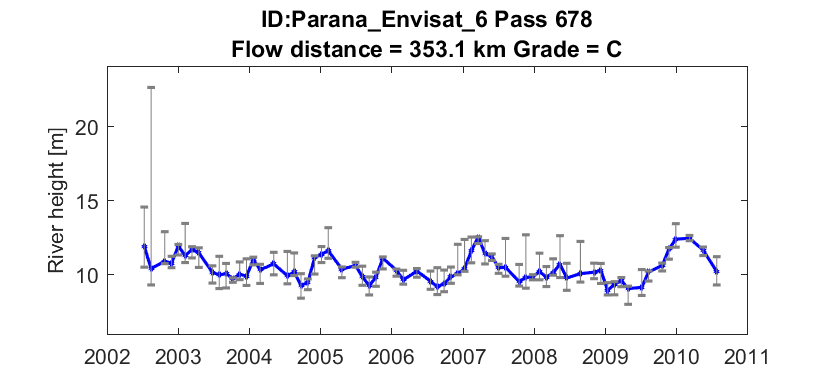 ID:Parana_Envisat_6 Pass 678
Flow distance = 353.1 km Grade = C
River height [m]
20
15
10
2002 2003 2004 2005 2006 2007 2008 2009 2010 2011